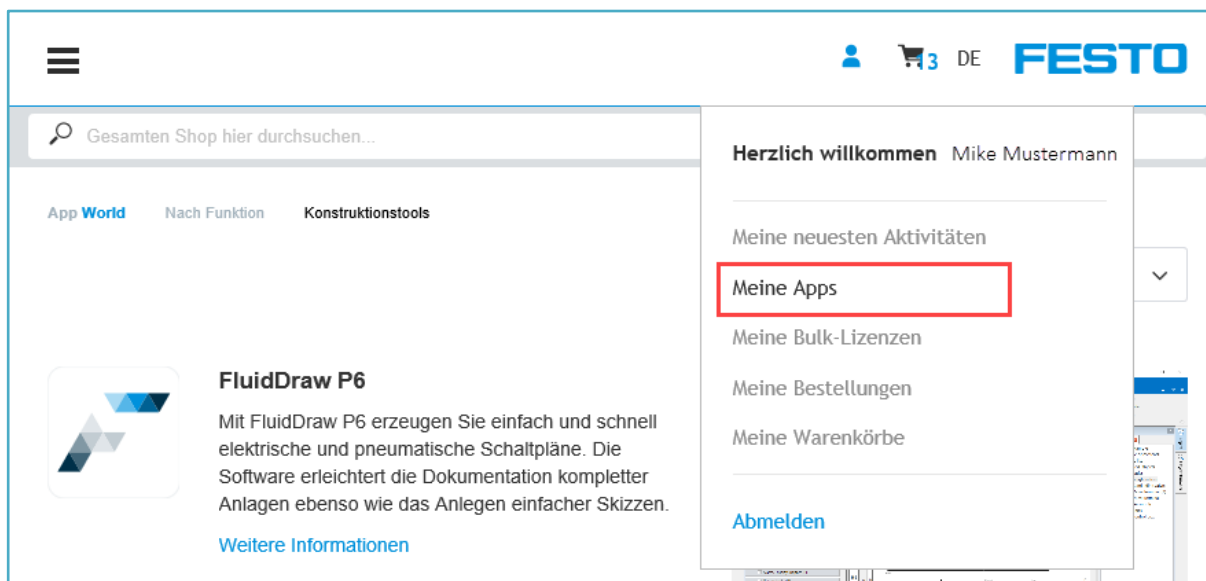 13 DE FESTO
Gesamten Shop hier durchsuchen...
Herzlich willkommen Mike Mustermann
App World Nach Funktion Konstruktionstools
Meine neuesten Aktivitäten
Meine Apps
Meine Bulk-Lizenzen
Meine Bestellungen
Meine Warenkörbe
Abmelden
FluidDraw P6
Mit FluidDraw P6 erzeugen Sie einfach und schnell
elektrische und pneumatische Schaltpläne. Die
Software erleichtert die Dokumentation kompletter
Anlagen ebenso wie das Anlegen einfacher Skizzen.
Weitere Informationen